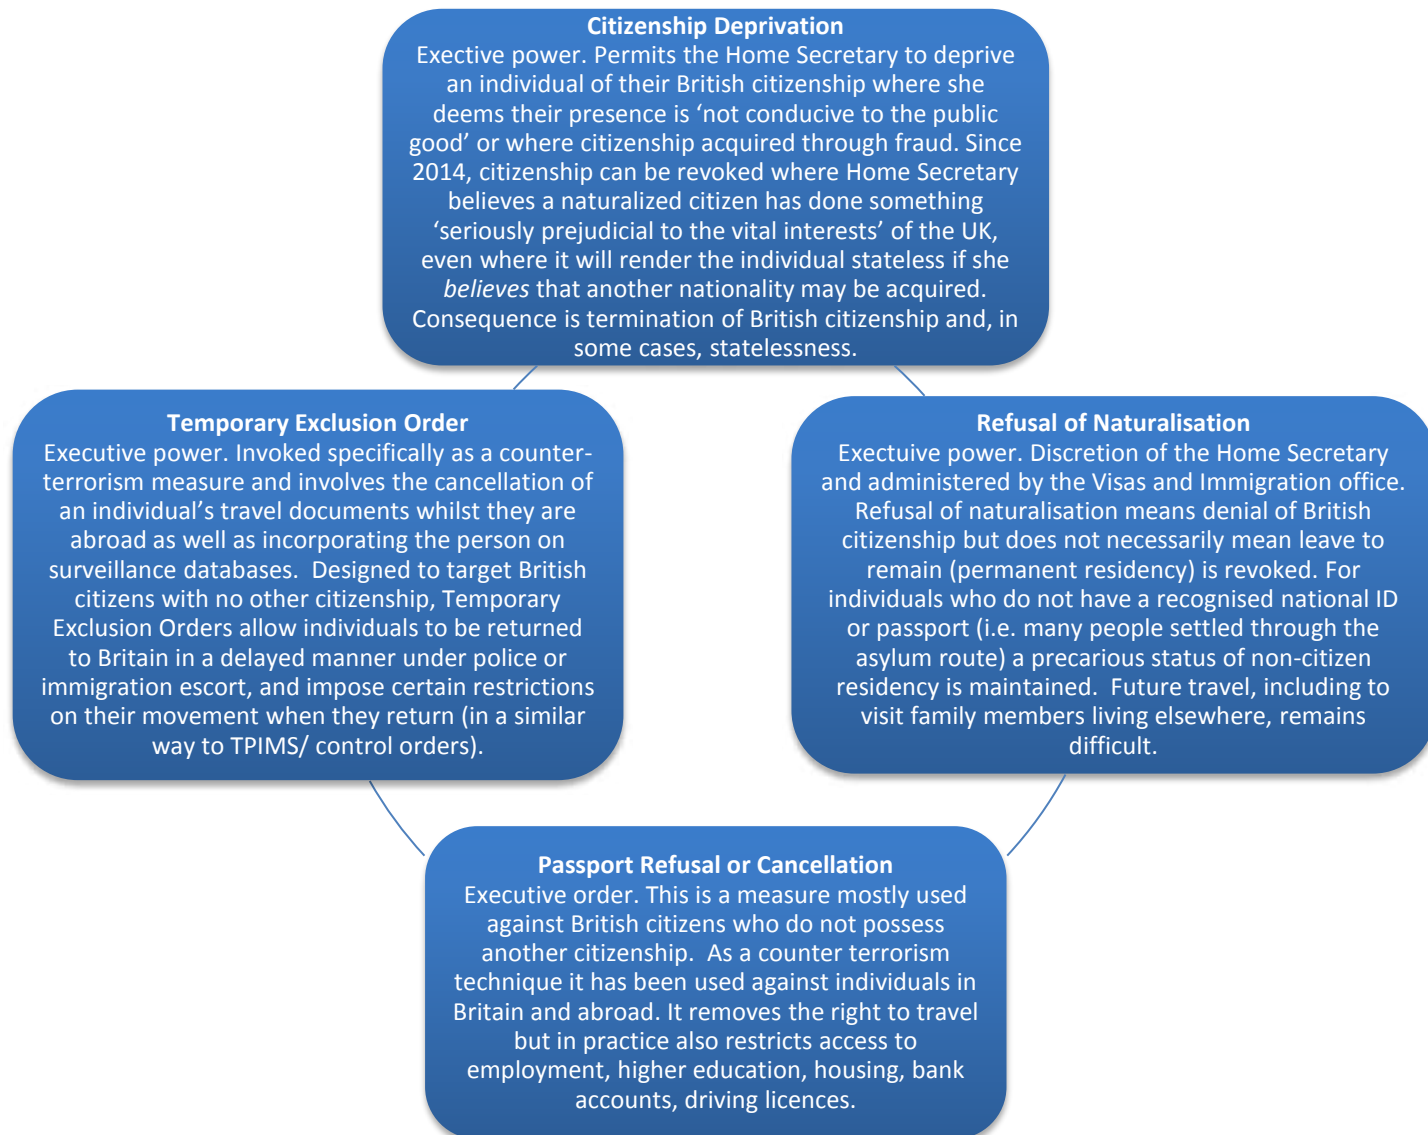 Citizenship Deprivation
Exective power. Permits the Home Secretary to deprive
an individual of their British citizenship where she
deems their presence is ‘not conducive to the public
good’ or where citizenship acquired through fraud. Since
2014, citizenship can be revoked where Home Secretary
believes a naturalized citizen has done something
‘seriously prejudicial to the vital interests’ of the UK,
even where it will render the individual stateless if she
believes that another nationality may be acquired.
Consequence is termination of British citizenship and, in
some cases, statelessness.
Temporary Exclusion Order
Executive power. Invoked specifically as a counter-
terrorism measure and involves the cancellation of
an individual’s travel documents whilst they are
abroad as well as incorporating the person on
surveillance databases.  Designed to target British
citizens with no other citizenship, Temporary
Exclusion Orders allow individuals to be returned
to Britain in a delayed manner under police or
immigration escort, and impose certain restrictions
on their movement when they return (in a similar
way to TPIMS/ control orders).
Refusal of Naturalisation
Exectuive power. Discretion of the Home Secretary
and administered by the Visas and Immigration office.
Refusal of naturalisation means denial of British
citizenship but does not necessarily mean leave to
remain (permanent residency) is revoked. For
individuals who do not have a recognised national ID
or passport (i.e. many people settled through the
asylum route) a precarious status of non-citizen
residency is maintained.  Future travel, including to
visit family members living elsewhere, remains
difficult.
Passport Refusal or Cancellation
Executive order. This is a measure mostly used
against British citizens who do not possess
another citizenship.  As a counter terrorism
technique it has been used against individuals in
Britain and abroad. It removes the right to travel
but in practice also restricts access to
employment, higher education, housing, bank
accounts, driving licences.